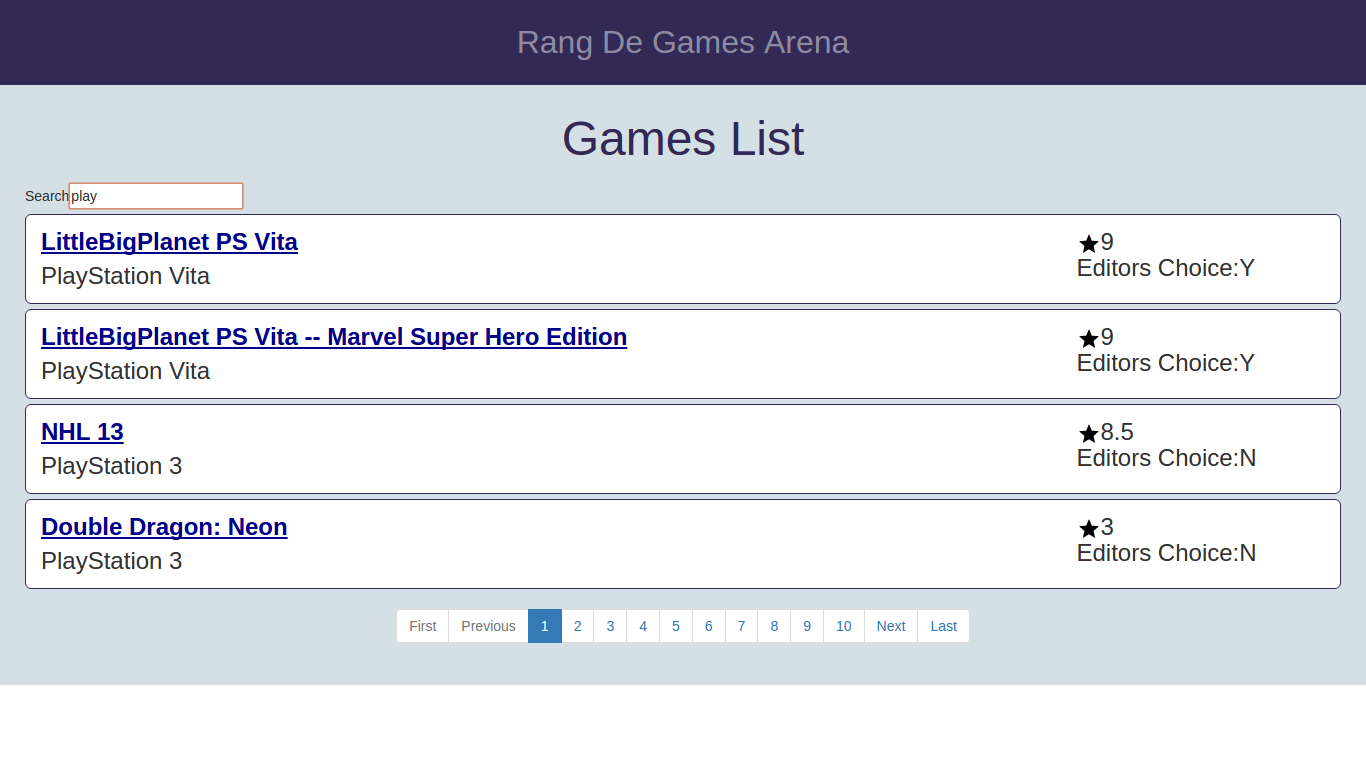 Rang De Games Arena
Games List
Search play
LittleBigPlanet PS Vita
PlayStation Vita
★9
Editors Choice:Y
LittleBigPlanet PS Vita -- Marvel Super Hero Edition
PlayStation Vita
★9
Editors Choice:Y
NHL 13
PlayStation 3
★8.5
Editors Choice:N
Double Dragon: Neon
PlayStation 3
★3
Editors Choice:N
First Previous 1 2 3 4 5 6 7 8 9 10 Next Last